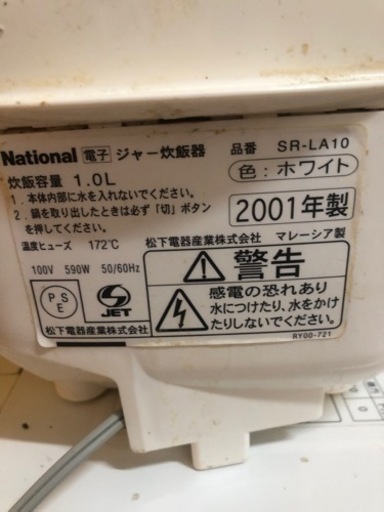 National 電子 ジャー炊飯器 品番 SR-LA10
炊飯容量 1.0L
色:ホワイト
1.本体内部に水を入れないでください。
2.鍋を取り出したときは必ず「切」ボタン
を押してください。
2001年製
温度ヒューズ 172℃
松下電器産業株式会社 マレーシア製
100V 590W 50/60Hz
警告
感電の恐れあり
水につけたり、水をかけ
たりしないでください。
P S
E
JET
松下電器産業株式会社
RY00-721